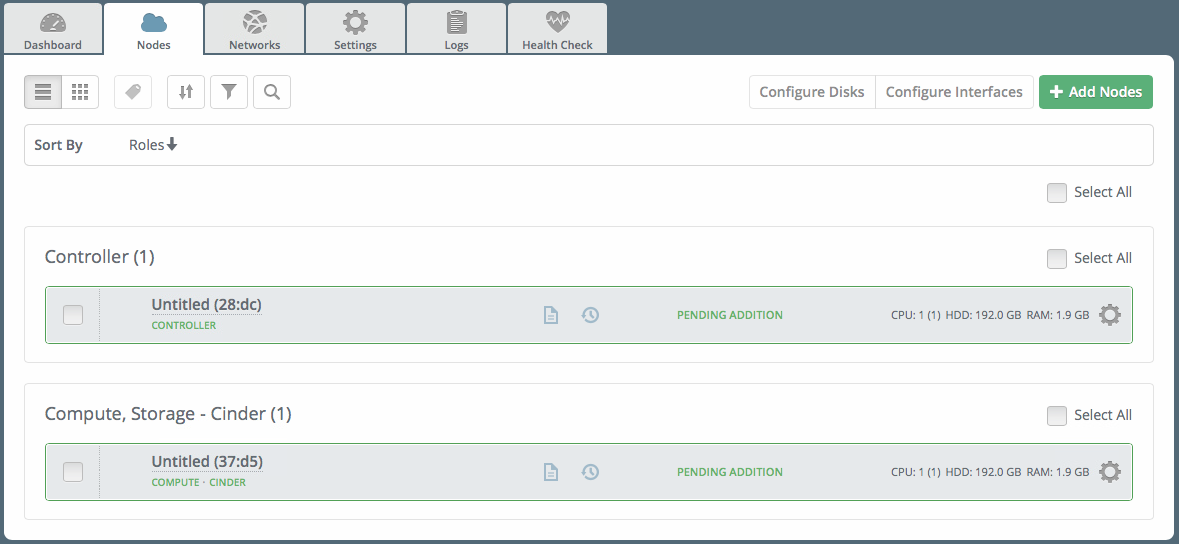 Dashboard Nodes Networks Settings Logs Health Check
Configure Disks Configure Interfaces Add Nodes
Sort By Roles
Select All
Controller (1) Select All
Untitled (28:dc)
CONTROLLER
PENDING ADDITION
CPU: 1 (1) HDD: 192.0 GB RAM: 1.9 GB
Compute, Storage - Cinder (1) Select All
Untitled (37:d5)
COMPUTE · CINDER
PENDING ADDITION
CPU: 1 (1) HDD: 192.0 GB RAM: 1.9 GB